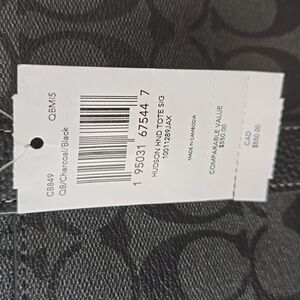 CB849
QB/Charcoal/Black
QBMI5
1 95031 67544 7
HUDSON HND TOTE SIG
10011289JAX
MADE IN CAMBODIA
COMPARABLE VALUE
$550.00
CAD
$550.00